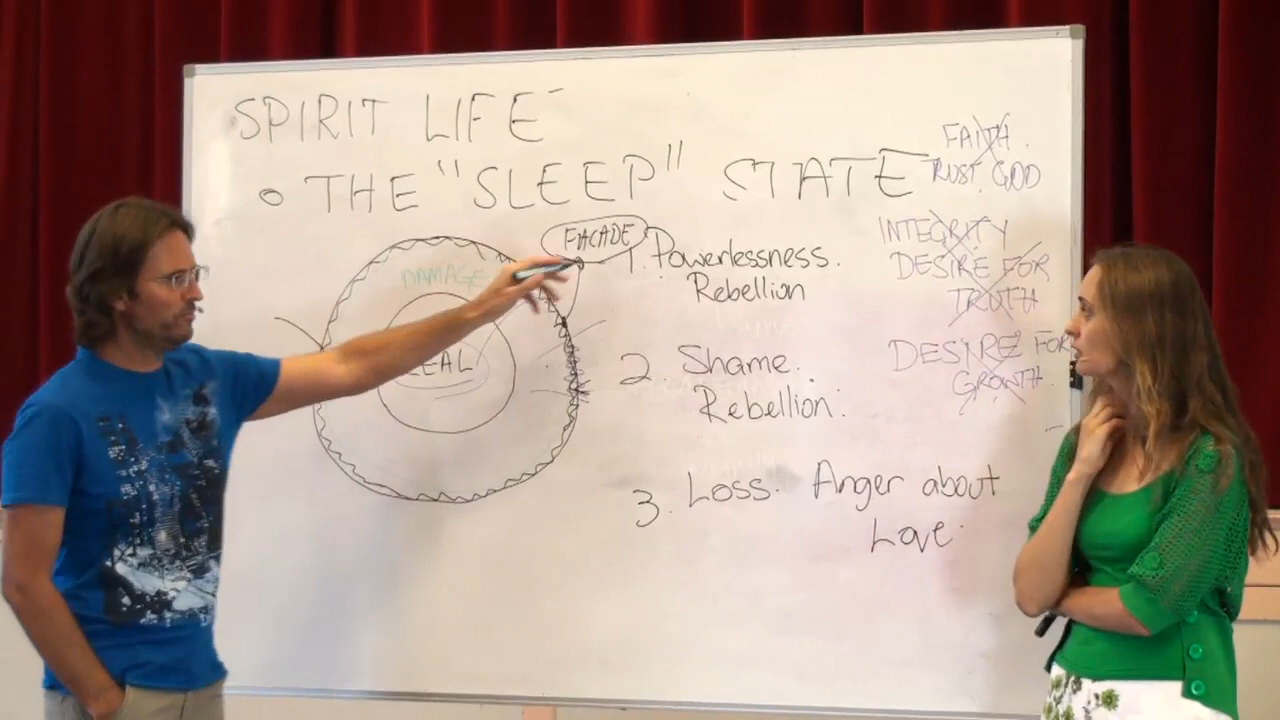 SPIRIT LIFE
• THE "SLEEP" STATE
FAITH.
TRUST GOD
INTEGRITY
DESIRE FOR
TRUTH
DESIRE FOR
GROWTH.
FACADE
DAMAGE
REAL
1. Powerlessness.
Rebellion
2. Shame.
Rebellion.
3. Loss. Anger about
Love.